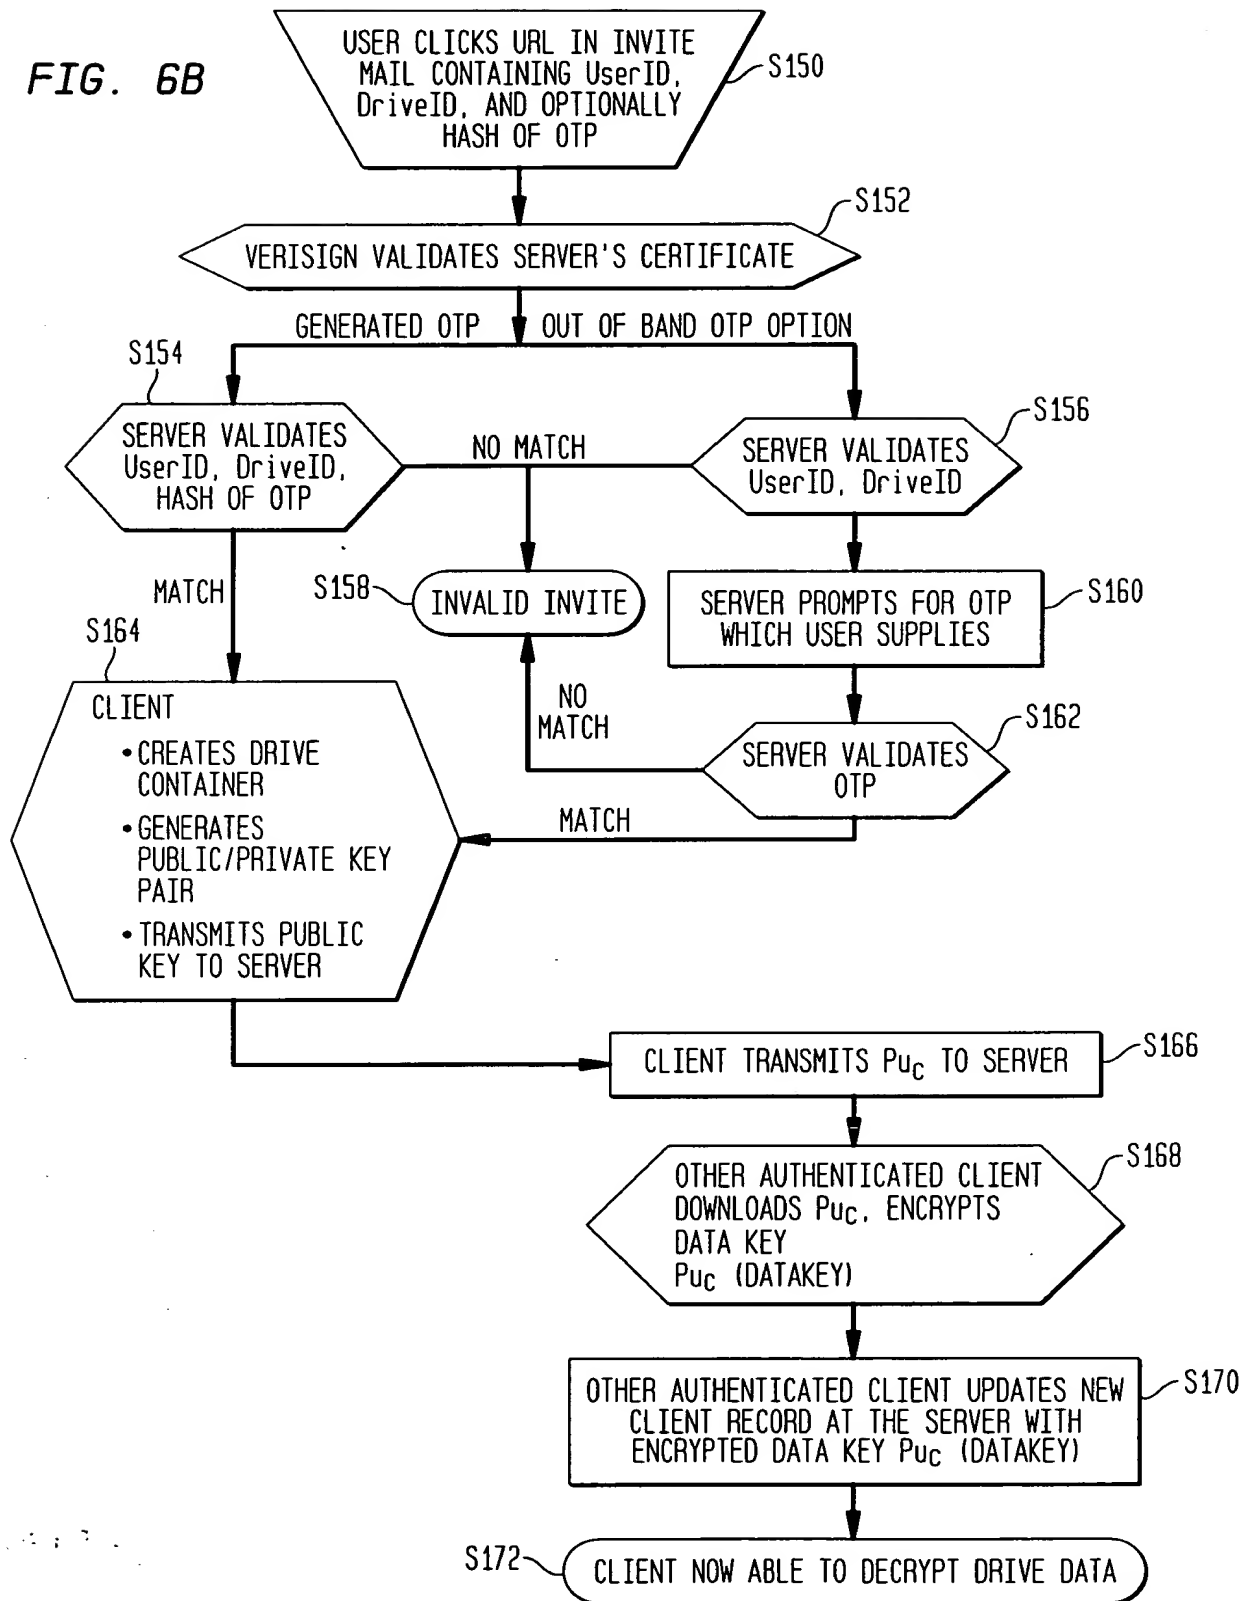 FIG. 6B
USER CLICKS URL IN INVITE
MAIL CONTAINING UserID,
DriveID, AND OPTIONALLY
HASH OF OTP
S150
S152
VERISIGN VALIDATES SERVER'S CERTIFICATE
GENERATED OTP
OUT OF BAND OTP OPTION
S154
SERVER VALIDATES
UserID, DriveID,
HASH OF OTP
NO MATCH
S156
SERVER VALIDATES
UserID, DriveID
MATCH
S158
INVALID INVITE
SERVER PROMPTS FOR OTP
WHICH USER SUPPLIES
S160
S164
NO
MATCH
S162
SERVER VALIDATES
OTP
MATCH
CLIENT
• CREATES DRIVE
CONTAINER
• GENERATES
PUBLIC/PRIVATE KEY
PAIR
• TRANSMITS PUBLIC
KEY TO SERVER
CLIENT TRANSMITS PuC TO SERVER
S166
OTHER AUTHENTICATED CLIENT
DOWNLOADS PuC, ENCRYPTS
DATA KEY
PuC (DATAKEY)
S168
OTHER AUTHENTICATED CLIENT UPDATES NEW
CLIENT RECORD AT THE SERVER WITH
ENCRYPTED DATA KEY PuC (DATAKEY)
S170
S172
CLIENT NOW ABLE TO DECRYPT DRIVE DATA